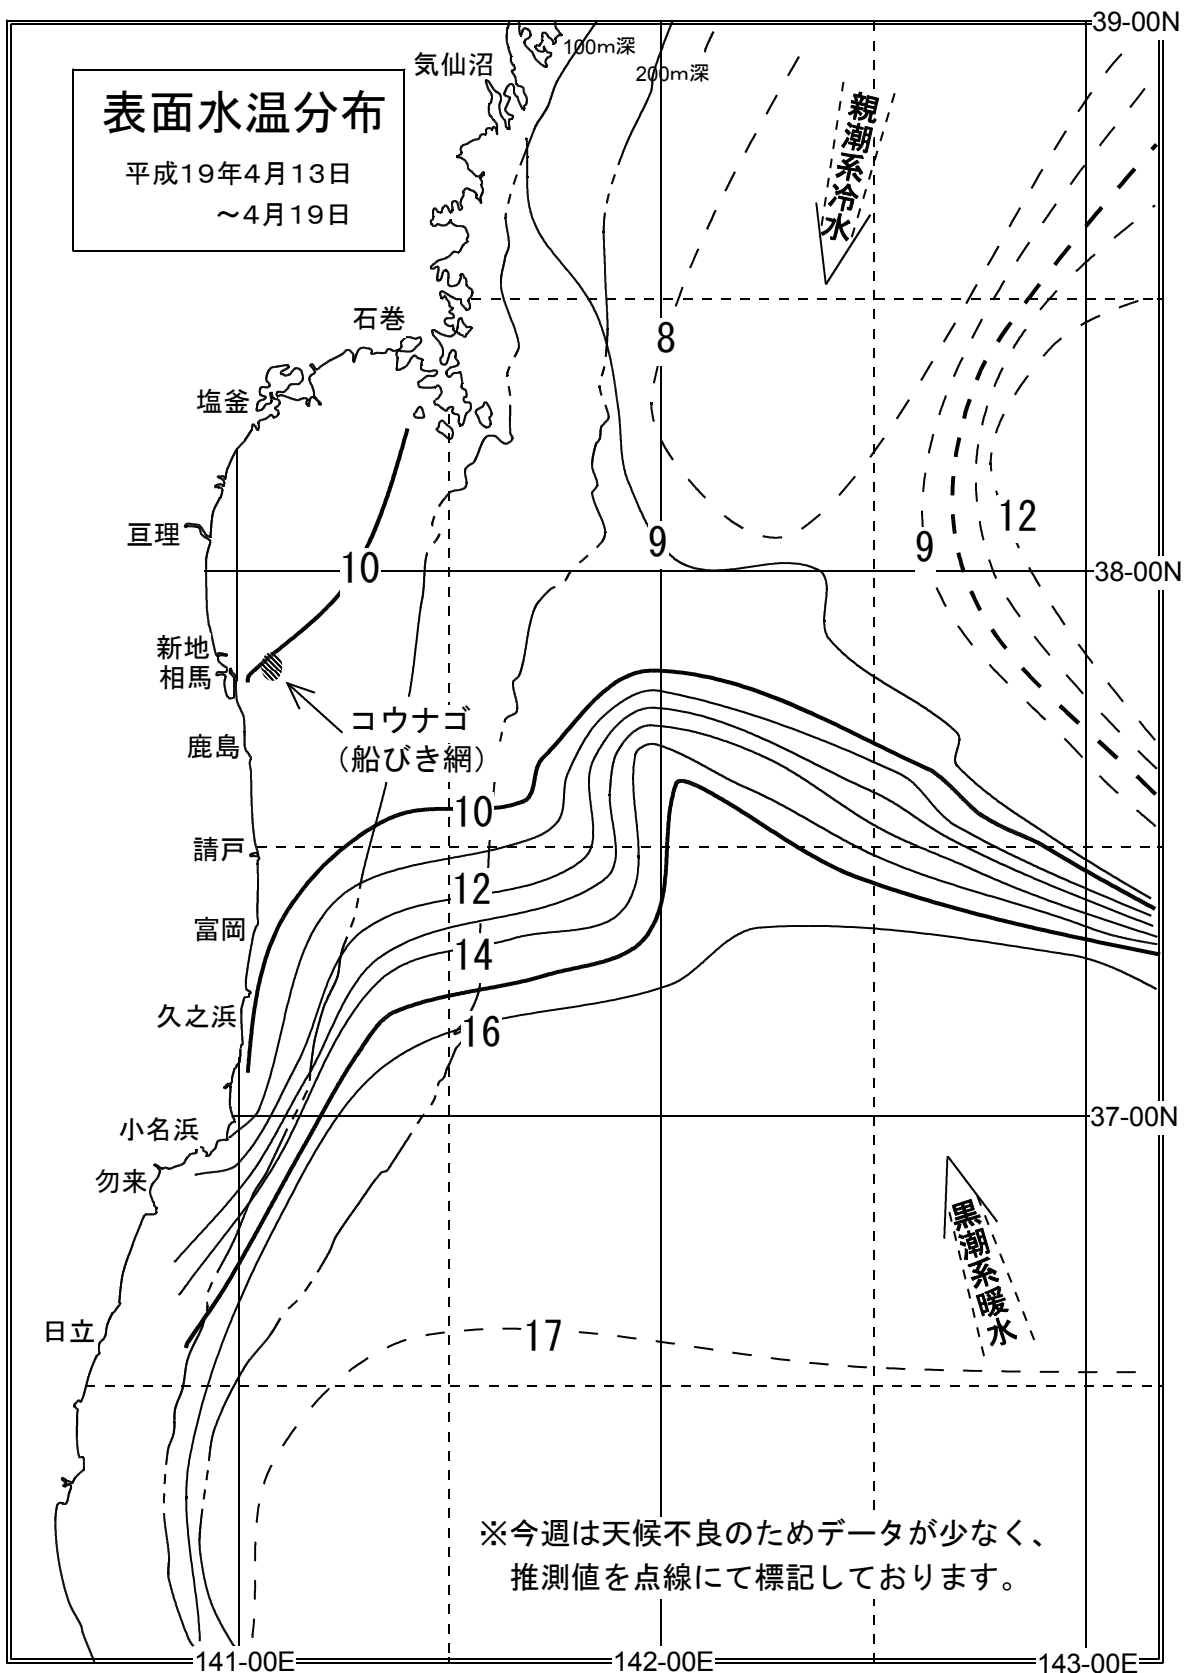 39-00N
100m深
気仙沼
200m深
表面水温分布
平成19年4月13日
～4月19日
親潮系冷水
石巻
8
塩釜
12
亘理
9
9
10
38-00N
新地
相馬
コウナゴ
（船びき網）
鹿島
10
請戸
12
富岡
14
久之浜
16
小名浜
37-00N
勿来
黒潮系暖水
日立
17
※今週は天候不良のためデータが少なく、
推測値を点線にて標記しております。
141-00E
142-00E
143-00E